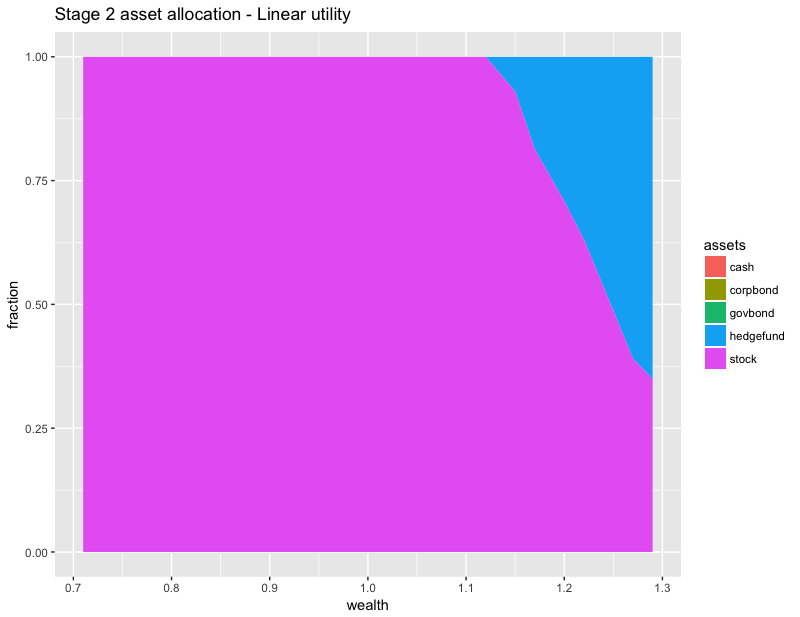 Stage 2 asset allocation - Linear utility
1.00
0.75
0.50
0.25
0.00
fraction
0.7 0.8 0.9 1.0 1.1 1.2 1.3
wealth
assets
cash
corpbond
govbond
hedgefund
stock